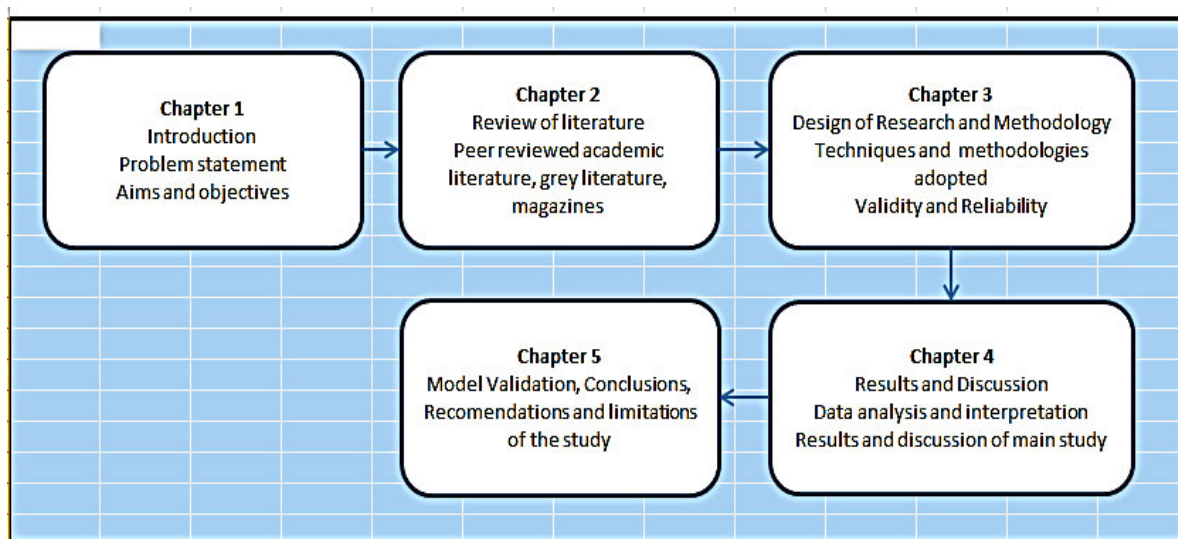 Chapter 1
Introduction
Problem statement
Aims and objectives
Chapter 2
Review of literature
Peer reviewed academic
literature, grey literature,
magazines
Chapter 3
Design of Research and Methodology
Techniques and methodologies
adopted
Validity and Reliability
Chapter 4
Results and Discussion
Data analysis and interpretation
Results and discussion of main study
Chapter 5
Model Validation, Conclusions,
Recomendations and limitations
of the study